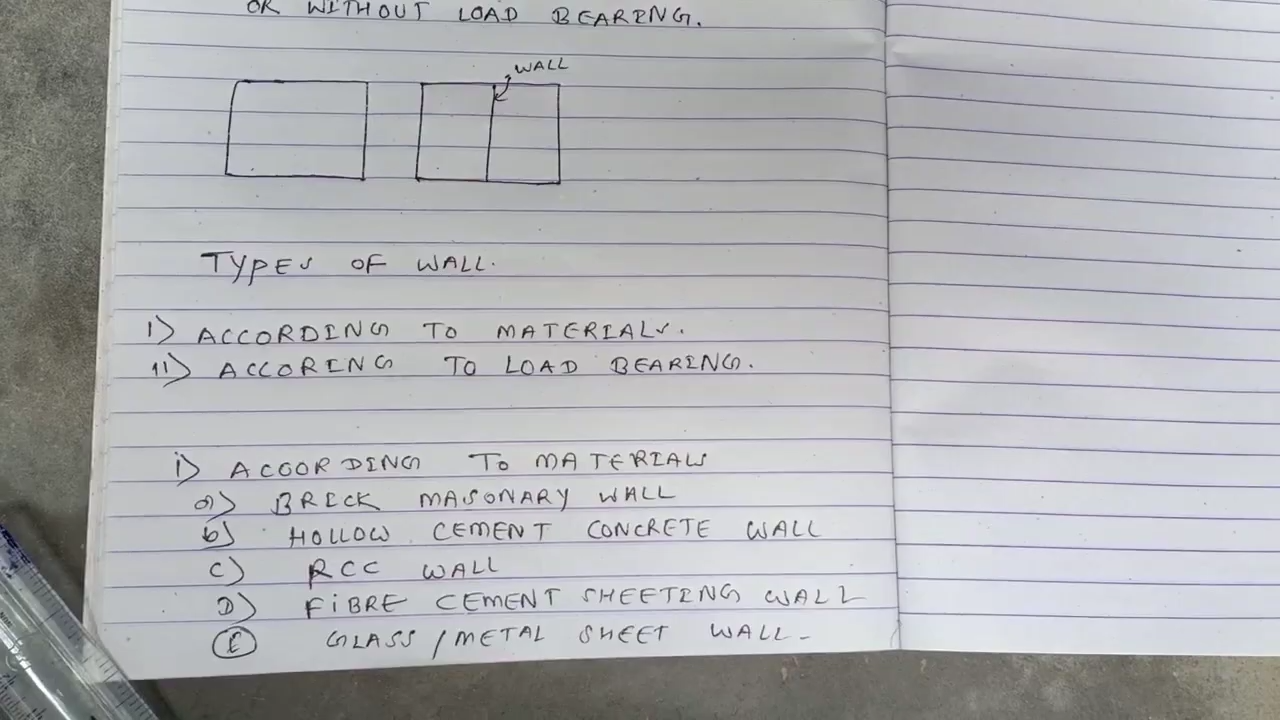 OR WITHOUT LOAD BEARING.
WALL
TYPES OF WALL.
I) ACCORDING TO MATERIALS.
II) ACCORING TO LOAD BEARING.
i) ACCORDING TO MATERIALS
a) BRICK MASONARY WALL
b) HOLLOW CEMENT CONCRETE WALL
C) RCC WALL
D) FIBRE CEMENT SHEETING WALL
E GLASS / METAL SHEET WALL-